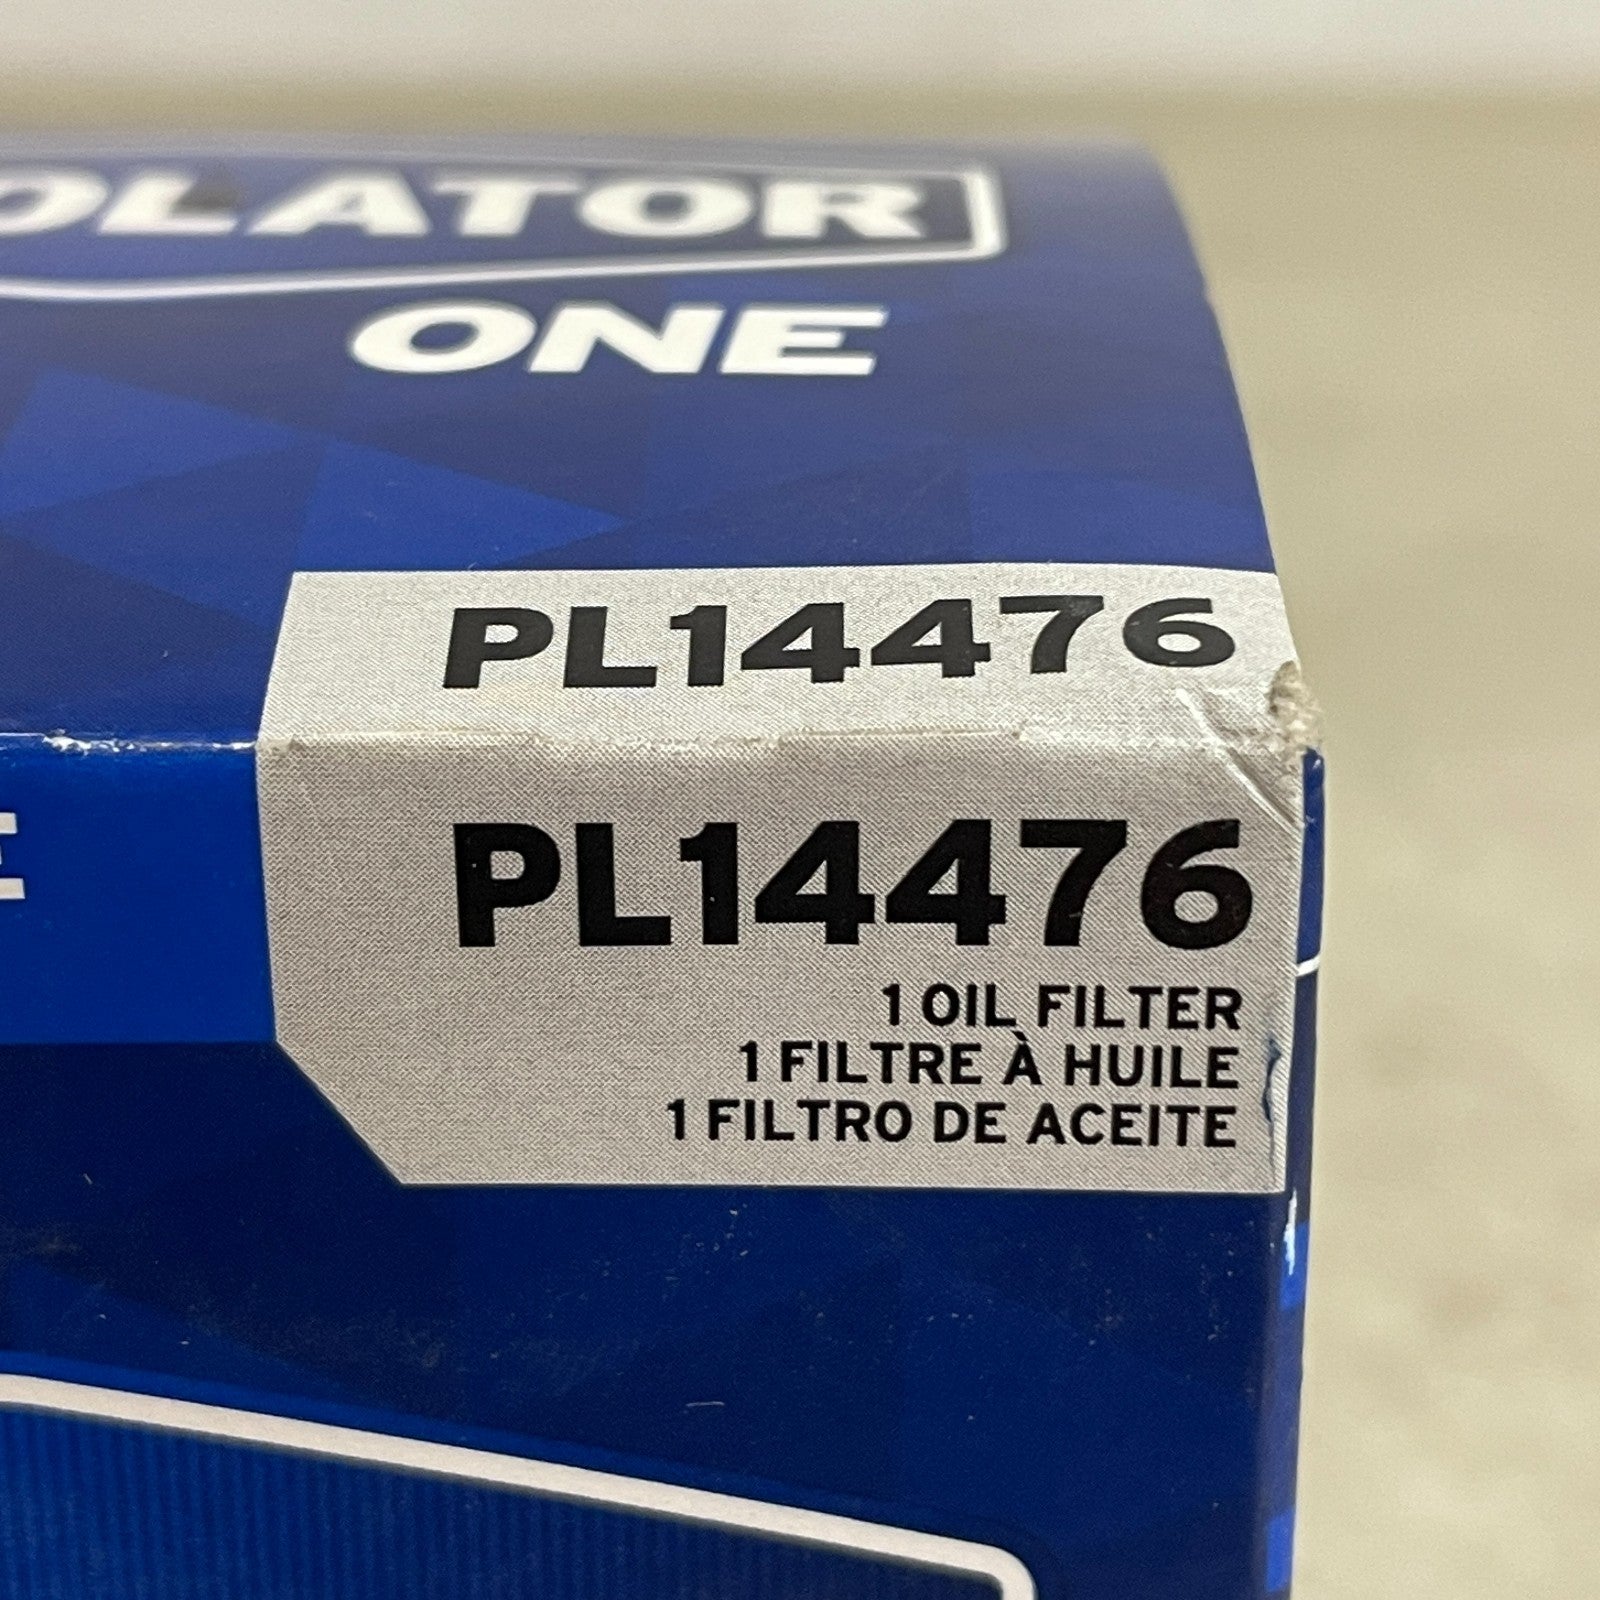 OLATOR
ONE
PL14476
E
PL14476
1 OIL FILTER
1 FILTRE À HUILE
1 FILTRO DE ACEITE